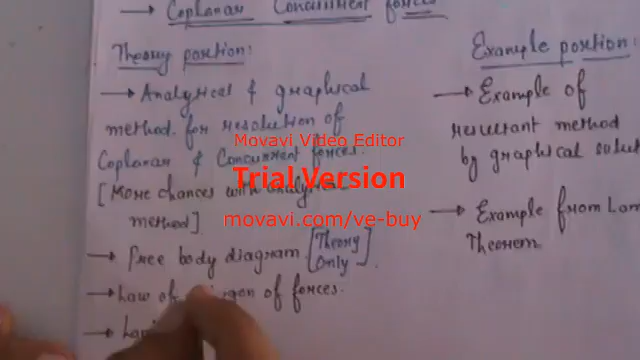 → Coplanar Concurrent forces
Theory portion:
→ Analytical & graphical
method for resolution of
Coplanar & Concurrent forces.
[More chances with analytical
method]
→ Free body diagram [Theory
Only].
→ Law of of forces.
→
Example portion:
→ Example of
resultant method
by graphical
→ Example from
Theorem
Movavi Video Editor
Trial Version
movavi.com/ve-buy